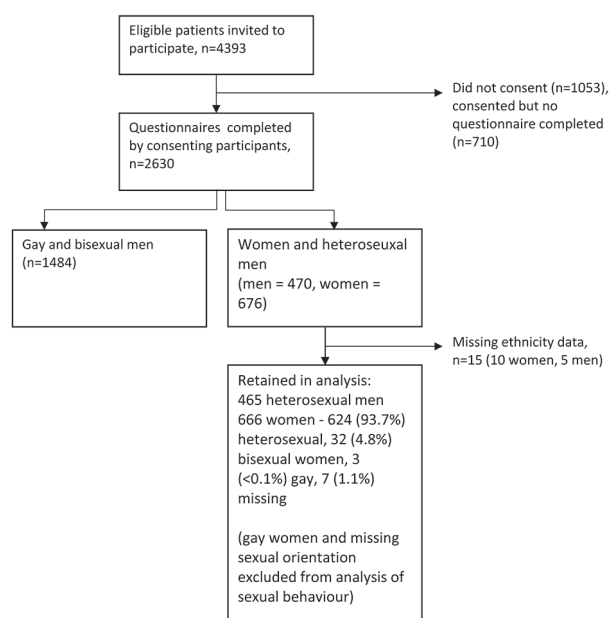 Eligible patients invited to
participate, n=4393
Did not consent (n=1053),
consented but no
questionnaire completed
(n=710)
Questionnaires completed
by consenting participants,
n=2630
Gay and bisexual men
(n=1484)
Women and heteroseuxal
men
(men = 470, women =
676)
Missing ethnicity data,
n=15 (10 women, 5 men)
Retained in analysis:
465 heterosexual men
666 women - 624 (93.7%)
heterosexual, 32 (4.8%)
bisexual women, 3
(<0.1%) gay, 7 (1.1%)
missing
(gay women and missing
sexual orientation
excluded from analysis of
sexual behaviour)